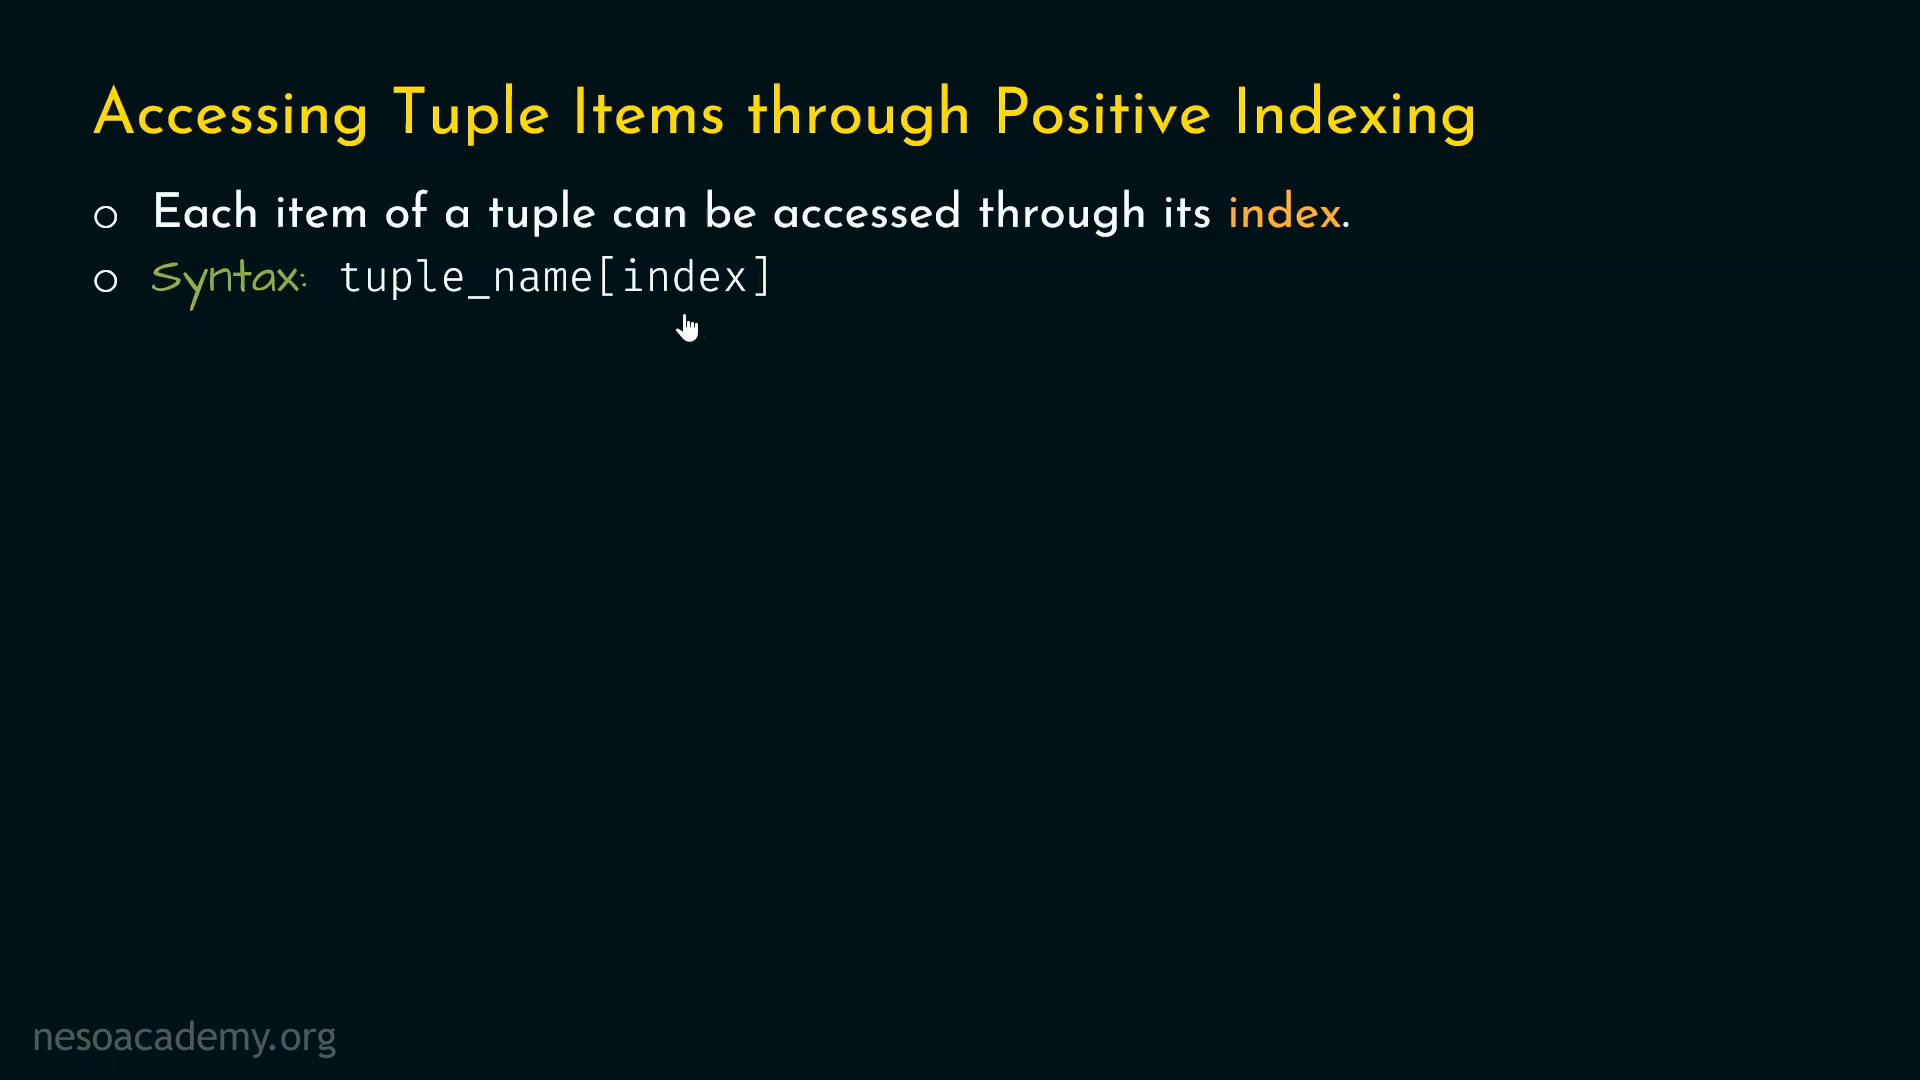 Accessing Tuple Items through Positive Indexing
Each item of a tuple can be accessed through its index.
Syntax: tuple_name[index]
nesoacademy.org